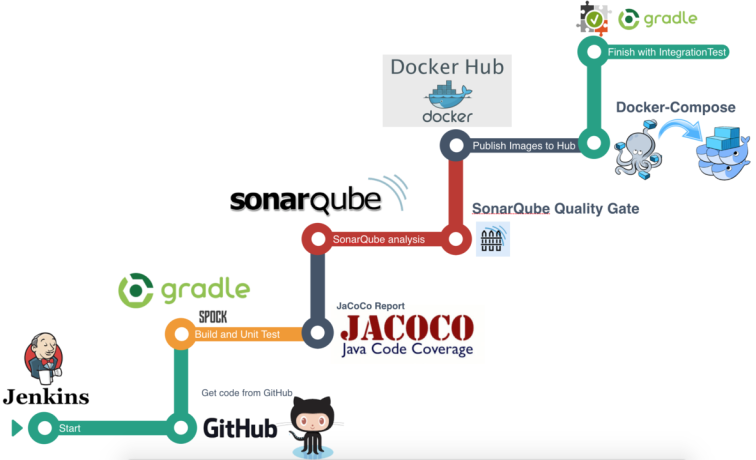 gradle
Finish with IntegrationTest
Docker Hub
docker
Docker-Compose
Publish Images to Hub
sonarqube
SonarQube Quality Gate
SonarQube analysis
gradle
SPOCK
JaCoCo Report
Build and Unit Test
JACOCO
Java Code Coverage
Jenkins
Get code from GitHub
Start
GitHub